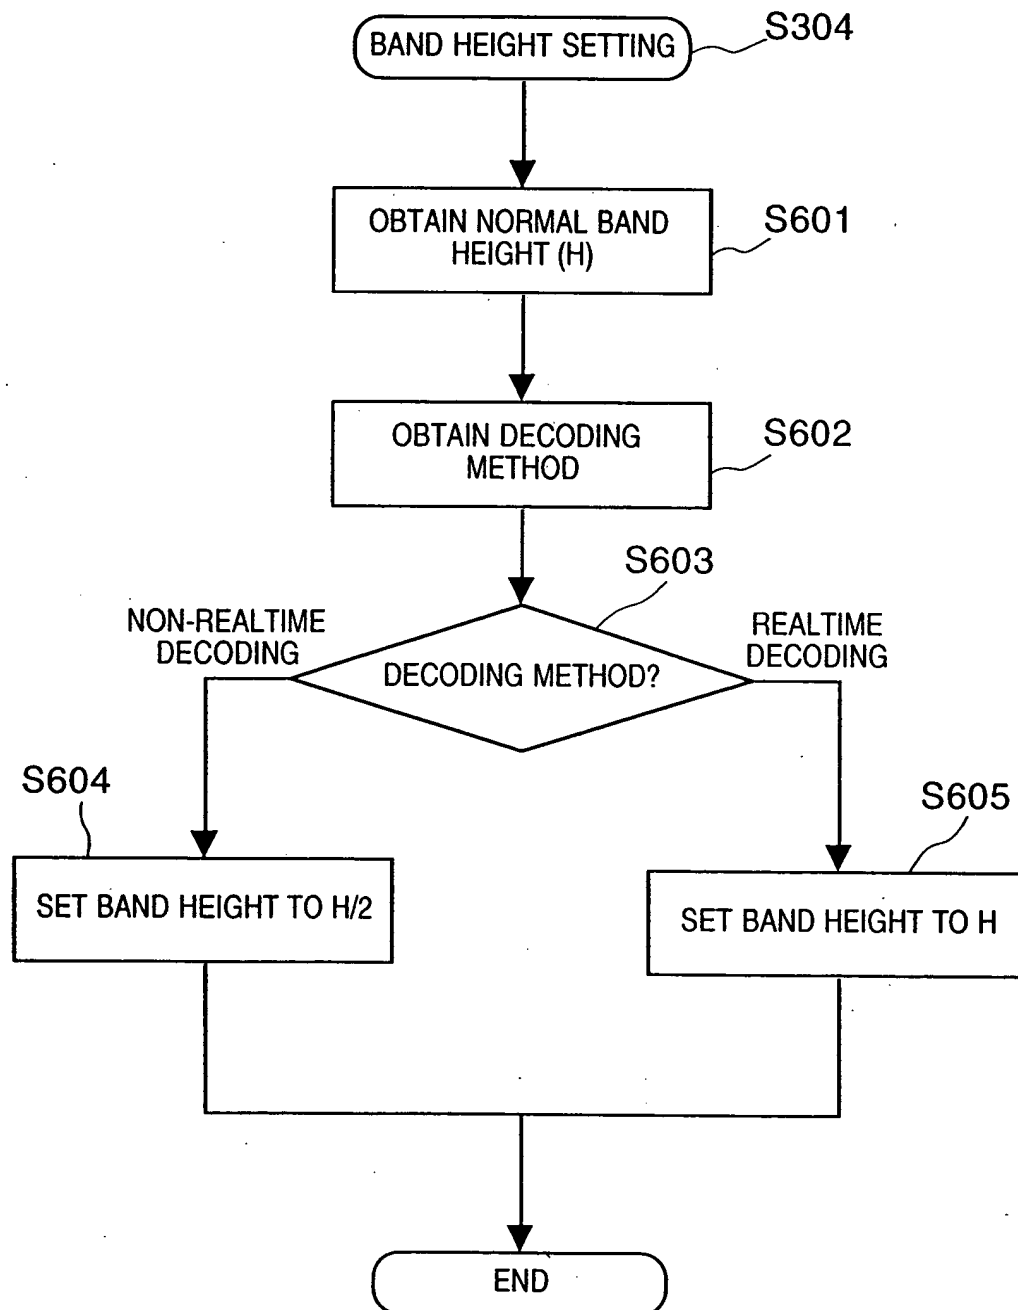 BAND HEIGHT SETTING
S304
OBTAIN NORMAL BAND
HEIGHT (H)
S601
OBTAIN DECODING
METHOD
S602
S603
NON-REALTIME
DECODING
REALTIME
DECODING
DECODING METHOD?
S604
S605
SET BAND HEIGHT TO H/2
SET BAND HEIGHT TO H
END